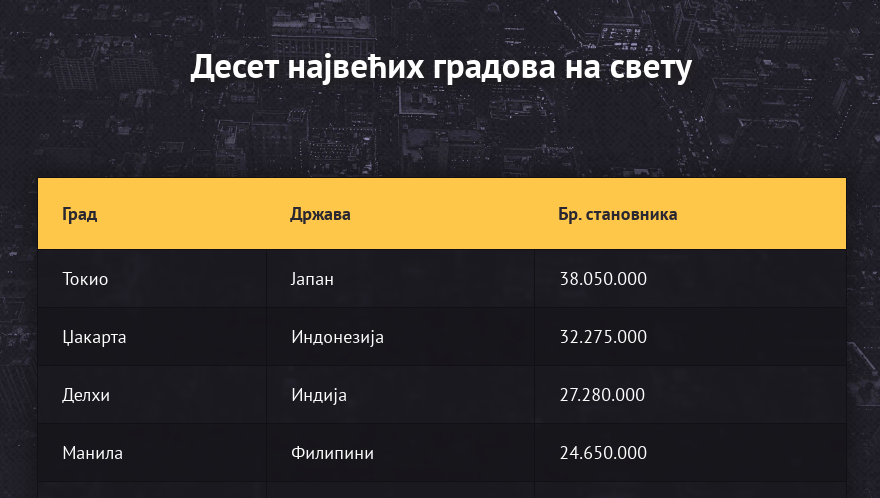 Десет највећих градова на свету
Град Држава Бр. становника
Токио Јапан 38.050.000
Џакарта Индонезија 32.275.000
Делхи Индија 27.280.000
Манила Филипини 24.650.000